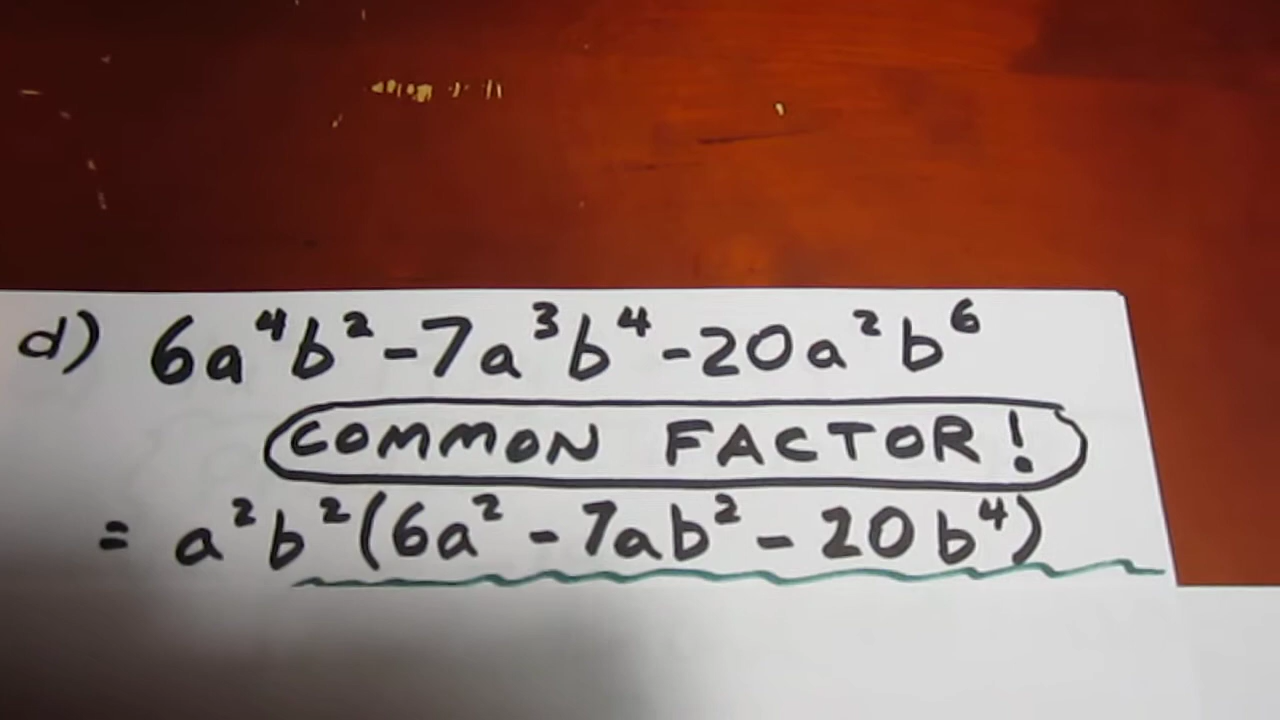 d) 6a⁴b² - 7a³b⁴ - 20a²b⁶
COMMON FACTOR!
= a²b²(6a² - 7ab² - 20b⁴)